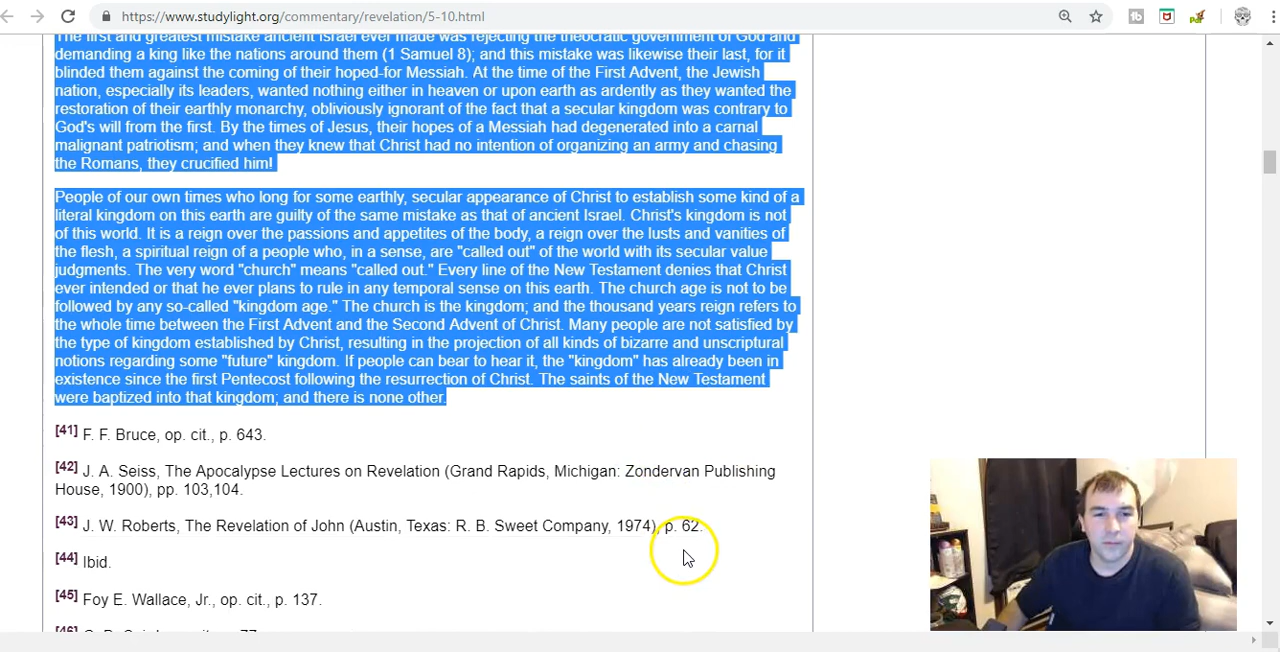 https://www.studylight.org/commentary/revelation/5-10.html
The first and greatest mistake ancient Israel ever made was rejecting the theocratic government of God and
demanding a king like the nations around them (1 Samuel 8); and this mistake was likewise their last, for it
blinded them against the coming of their hoped-for Messiah. At the time of the First Advent, the Jewish
nation, especially its leaders, wanted nothing either in heaven or upon earth as ardently as they wanted the
restoration of their earthly monarchy, obliviously ignorant of the fact that a secular kingdom was contrary to
God's will from the first. By the times of Jesus, their hopes of a Messiah had degenerated into a carnal
malignant patriotism; and when they knew that Christ had no intention of organizing an army and chasing
the Romans, they crucified him!
People of our own times who long for some earthly, secular appearance of Christ to establish some kind of a
literal kingdom on this earth are guilty of the same mistake as that of ancient Israel. Christ's kingdom is not
of this world. It is a reign over the passions and appetites of the body, a reign over the lusts and vanities of
the flesh, a spiritual reign of a people who, in a sense, are "called out" of the world with its secular value
judgments. The very word "church" means "called out." Every line of the New Testament denies that Christ
ever intended or that he ever plans to rule in any temporal sense on this earth. The church age is not to be
followed by any so-called "kingdom age." The church is the kingdom; and the thousand years reign refers to
the whole time between the First Advent and the Second Advent of Christ. Many people are not satisfied by
the type of kingdom established by Christ, resulting in the projection of all kinds of bizarre and unscriptural
notions regarding some "future" kingdom. If people can bear to hear it, the "kingdom" has already been in
existence since the first Pentecost following the resurrection of Christ. The saints of the New Testament
were baptized into that kingdom; and there is none other.
[41] F. F. Bruce, op. cit., p. 643.
[42] J. A. Seiss, The Apocalypse Lectures on Revelation (Grand Rapids, Michigan: Zondervan Publishing
House, 1900), pp. 103,104.
[43] J. W. Roberts, The Revelation of John (Austin, Texas: R. B. Sweet Company, 1974), p. 62.
[44] Ibid.
[45] Foy E. Wallace, Jr., op. cit., p. 137.